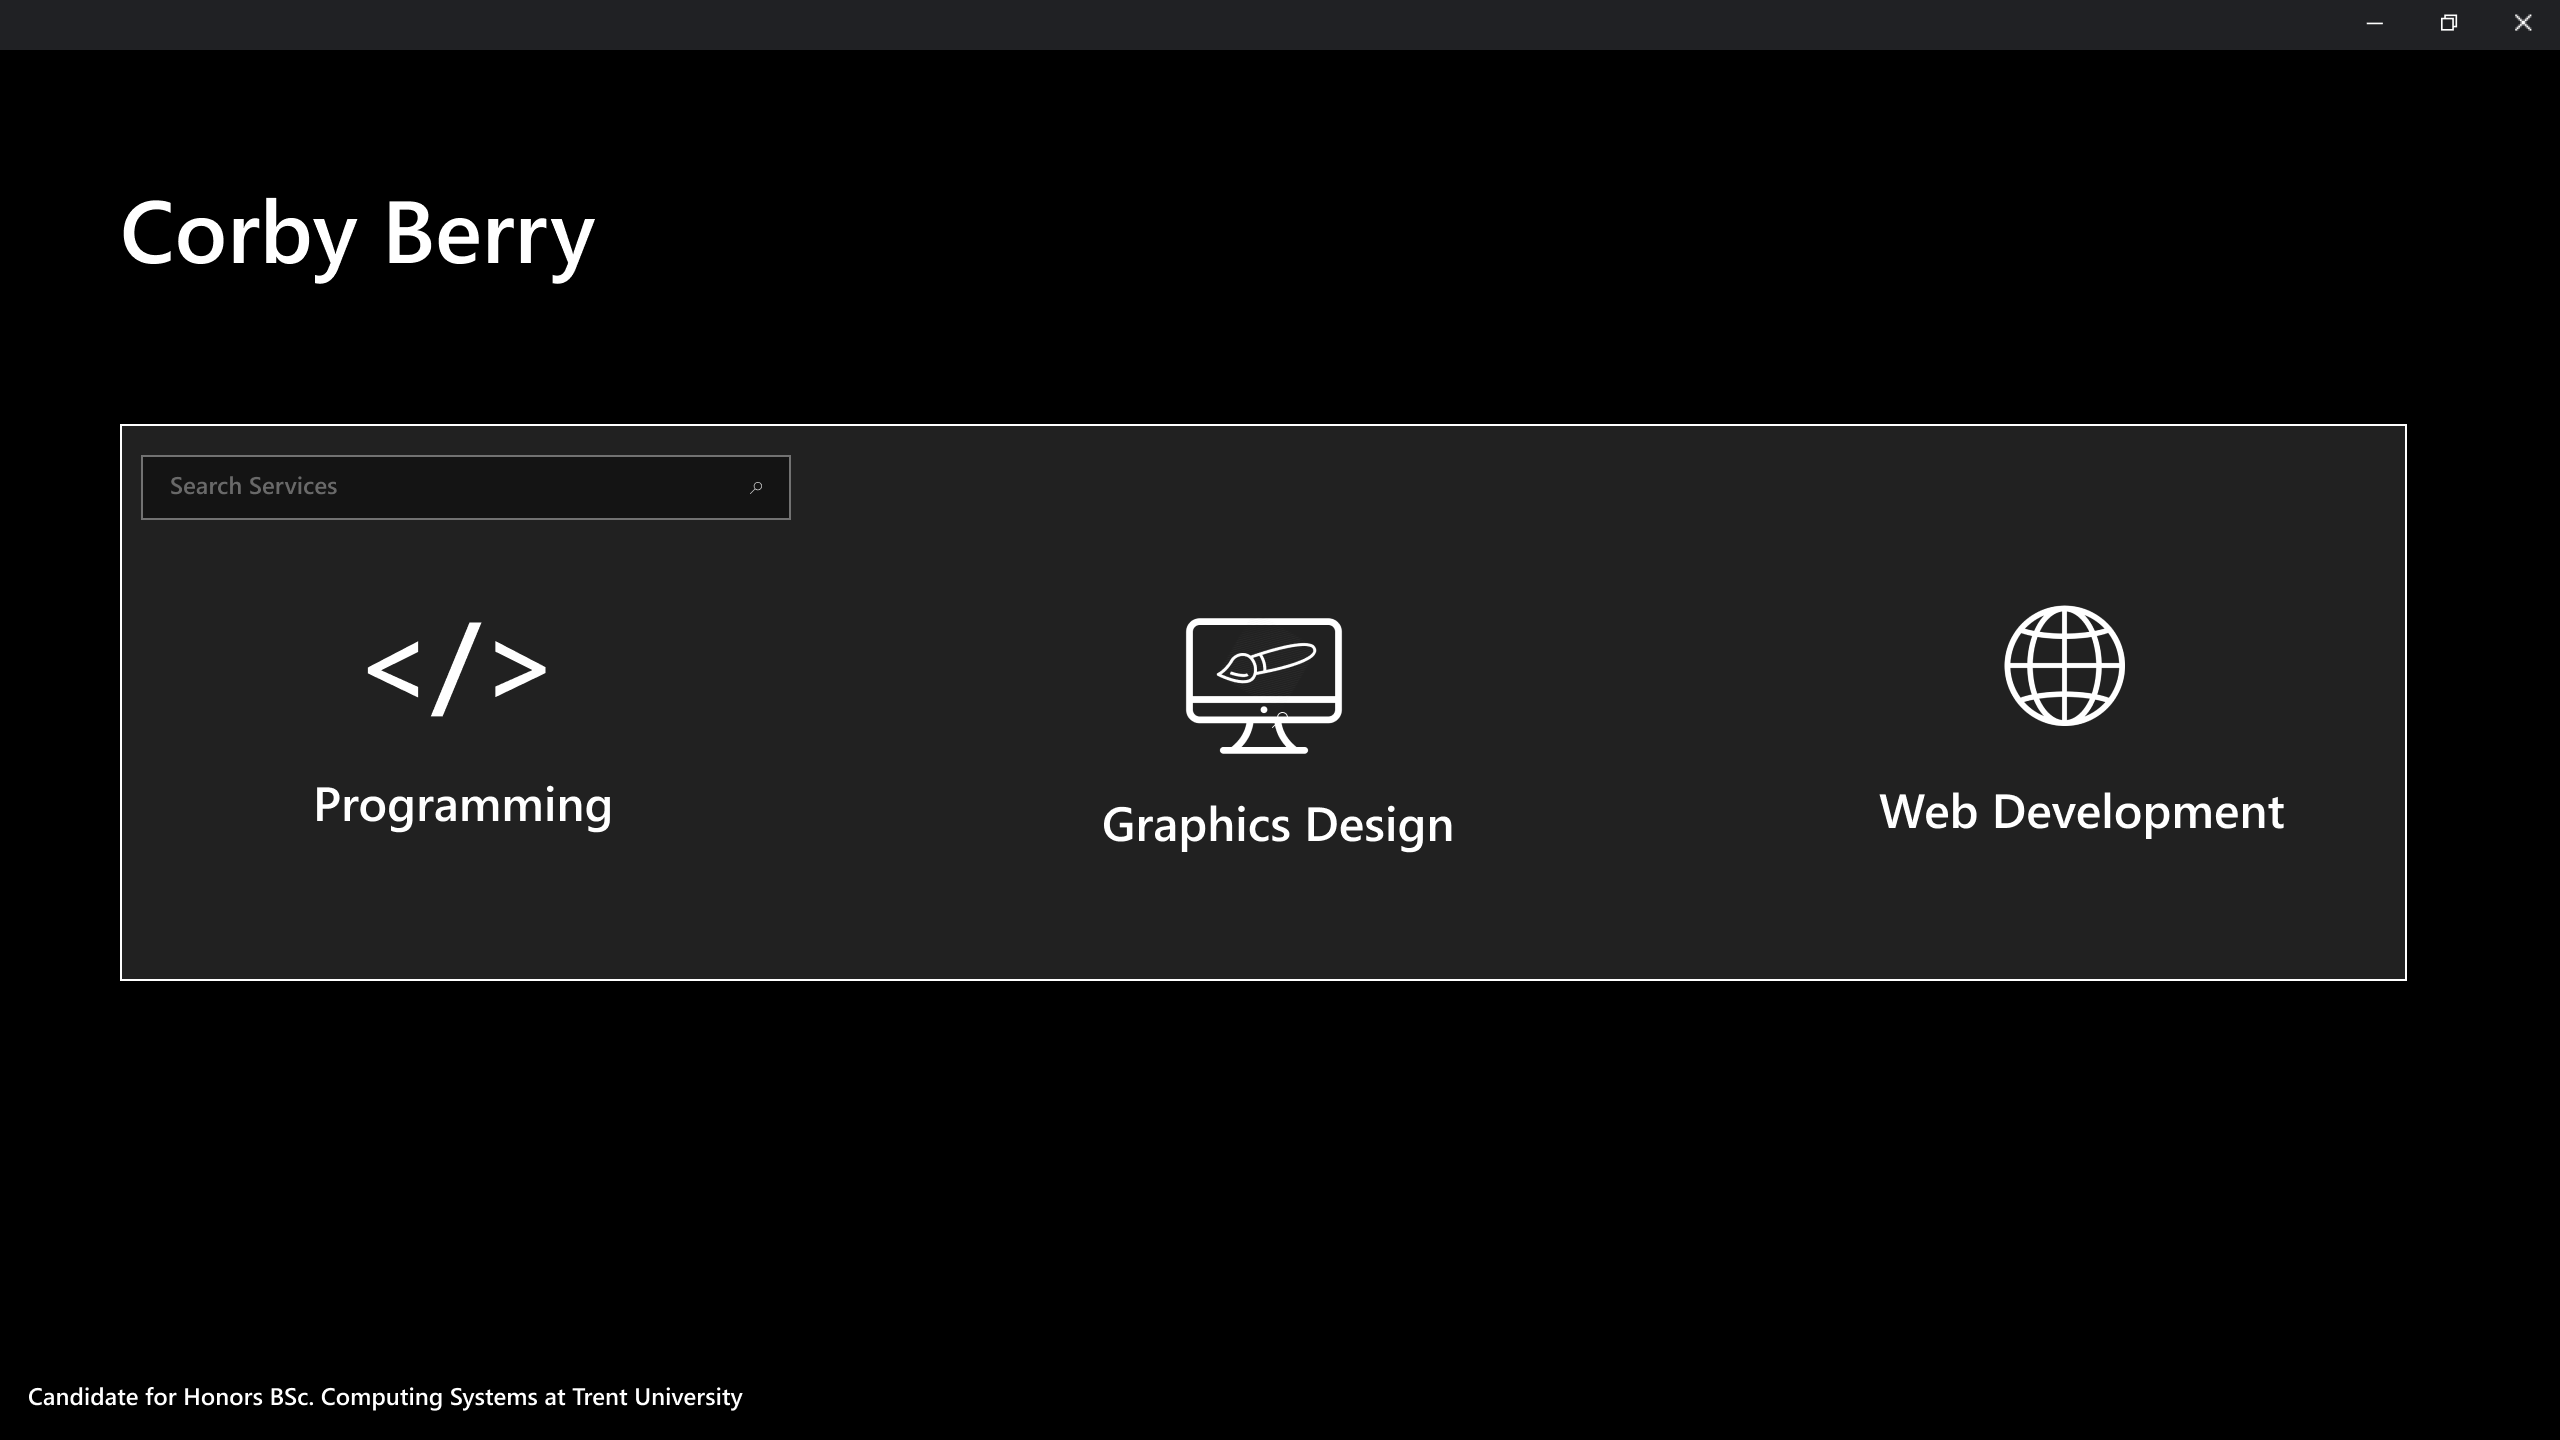 Corby Berry
Search Services
</>
Programming
Graphics Design
Web Development
Candidate for Honors BSc. Computing Systems at Trent University